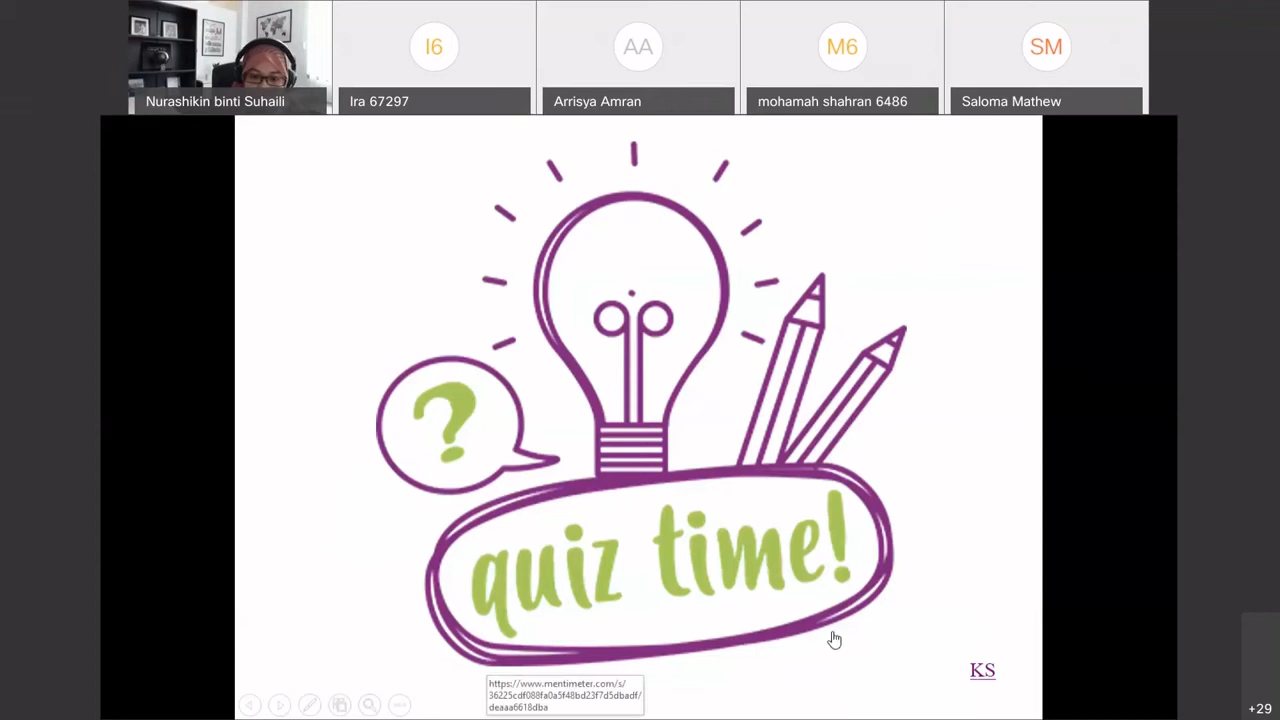 I6
AA
M6
SM
Nurashikin binti Suhaili
Ira 67297
Arrisya Amran
mohamah shahran 6486
Saloma Mathew
?
quiz time!
KS
https://www.mentimeter.com/s/
36225cdf088fa0a5f48bd23f7d5dbadf/
deaaa6618dba
+29